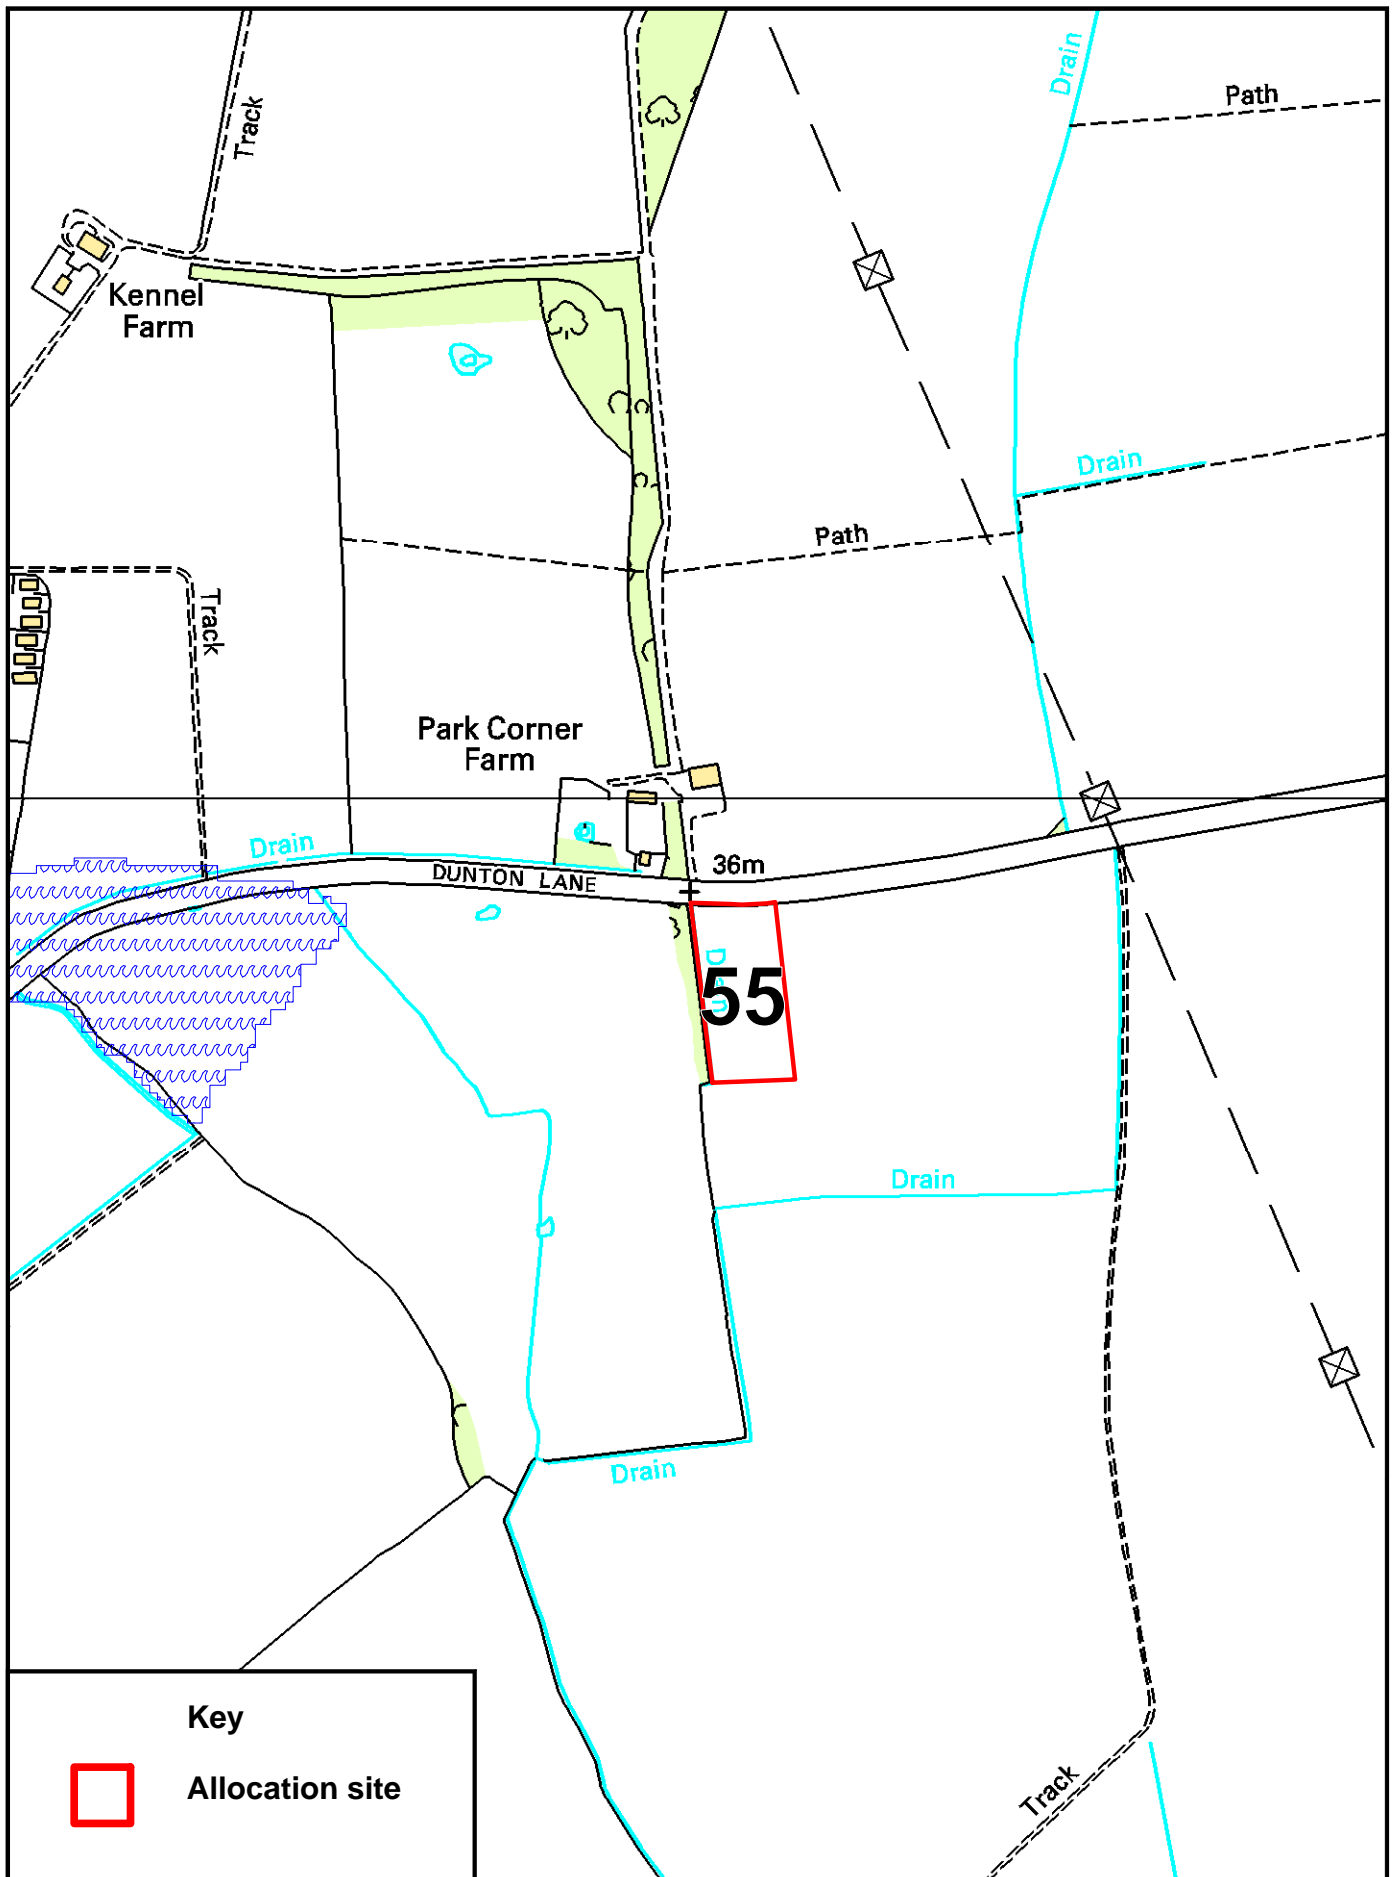 Drain
Path
Track
Kennel
Farm
Drain
Path
Track
Park Corner
Farm
Drain
36m
DUNTON LANE
55
Drain
Drain
Key
Allocation site
Track